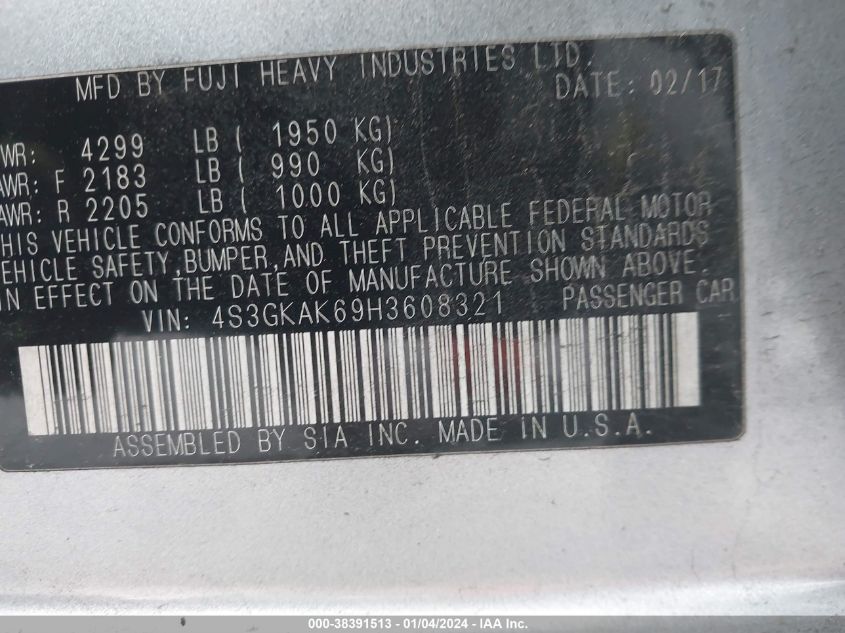 MFD BY FUJI HEAVY INDUSTRIES LTD.
DATE: 02/17
WR: 4299 LB ( 1950 KG)
AWR: F 2183 LB ( 990 KG)
AWR: R 2205 LB ( 1000 KG)
THIS VEHICLE CONFORMS TO ALL APPLICABLE FEDERAL MOTOR
VEHICLE SAFETY,BUMPER,AND THEFT PREVENTION STANDARDS
IN EFFECT ON THE DATE OF MANUFACTURE SHOWN ABOVE.
VIN: 4S3GKAK69H3608321 PASSENGER CAR
ASSEMBLED BY SIA INC. MADE IN U.S.A.
000-38391513 - 01/04/2024 - IAA Inc.